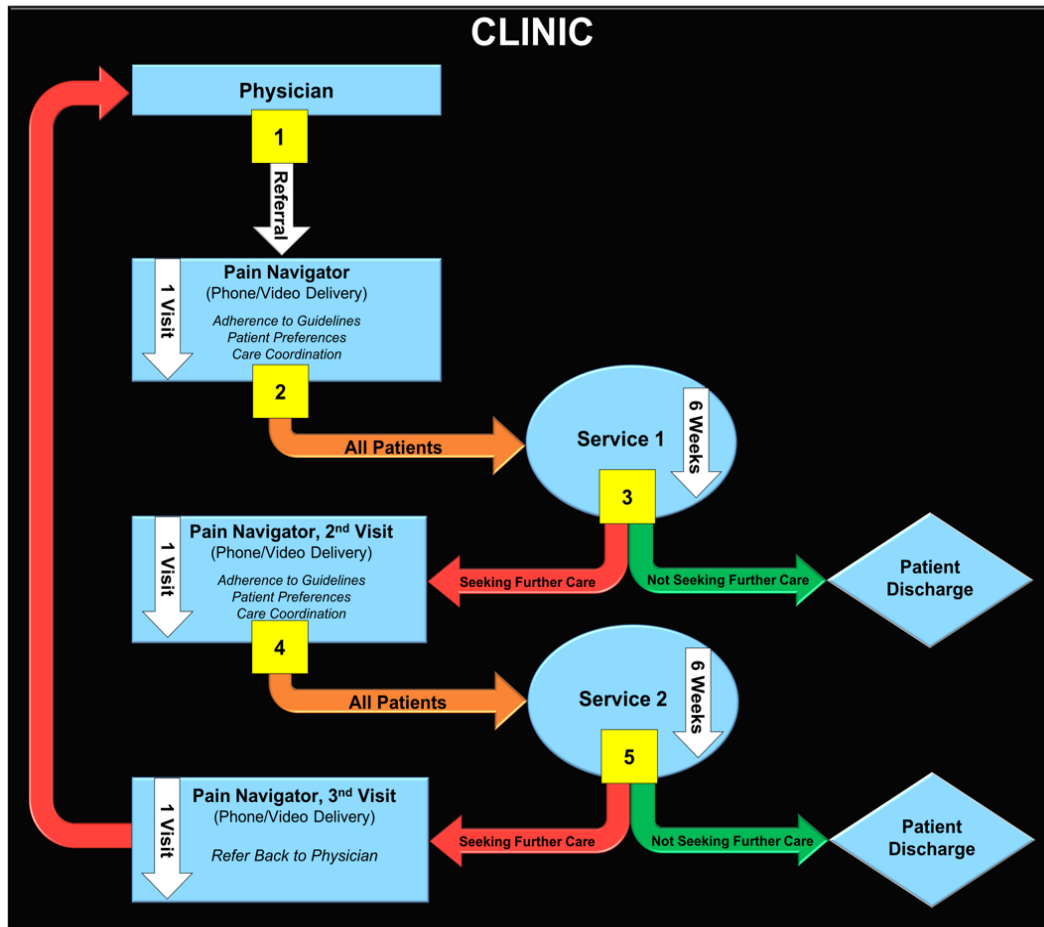 CLINIC
Physician
1
Referral
Pain Navigator
(Phone/Video Delivery)
Adherence to Guidelines
Patient Preferences
Care Coordination
1 Visit
2
All Patients
Service 1
6 Weeks
3
Seeking Further Care
Not Seeking Further Care
Patient
Discharge
Pain Navigator, 2nd Visit
(Phone/Video Delivery)
Adherence to Guidelines
Patient Preferences
Care Coordination
1 Visit
4
All Patients
Service 2
6 Weeks
5
Seeking Further Care
Not Seeking Further Care
Patient
Discharge
Pain Navigator, 3nd Visit
(Phone/Video Delivery)
Refer Back to Physician
1 Visit